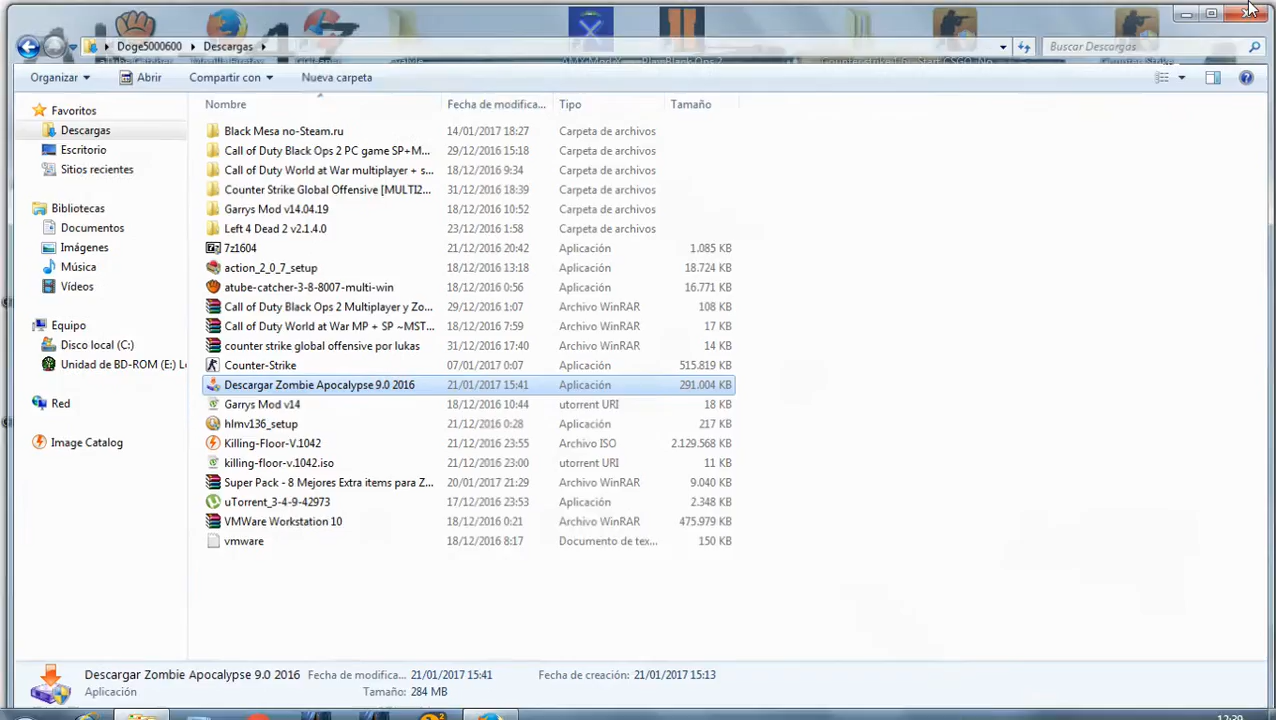 Doge5000600 Descargas Buscar Descargas
Organizar Abrir Compartir con Nueva carpeta
Nombre Fecha de modifica... Tipo Tamaño
Favoritos
Descargas
Escritorio
Sitios recientes
Bibliotecas
Documentos
Imágenes
Música
Vídeos
Equipo
Disco local (C:)
Unidad de BD-ROM (E:) L
Red
Image Catalog
Black Mesa no-Steam.ru 14/01/2017 18:27 Carpeta de archivos
Call of Duty Black Ops 2 PC game SP+M... 29/12/2016 15:18 Carpeta de archivos
Call of Duty World at War multiplayer + s... 18/12/2016 9:34 Carpeta de archivos
Counter Strike Global Offensive [MULTI2... 31/12/2016 18:39 Carpeta de archivos
Garrys Mod v14.04.19 18/12/2016 10:52 Carpeta de archivos
Left 4 Dead 2 v2.1.4.0 23/12/2016 1:58 Carpeta de archivos
7z1604 21/12/2016 20:42 Aplicación 1.085 KB
action_2_0_7_setup 18/12/2016 13:18 Aplicación 18.724 KB
atube-catcher-3-8-8007-multi-win 18/12/2016 0:56 Aplicación 16.771 KB
Call of Duty Black Ops 2 Multiplayer y Zo... 29/12/2016 1:07 Archivo WinRAR 108 KB
Call of Duty World at War MP + SP ~MST... 18/12/2016 7:59 Archivo WinRAR 17 KB
counter strike global offensive por lukas 31/12/2016 17:40 Archivo WinRAR 14 KB
Counter-Strike 07/01/2017 0:07 Aplicación 515.819 KB
Descargar Zombie Apocalypse 9.0 2016 21/01/2017 15:41 Aplicación 291.004 KB
Garrys Mod v14 18/12/2016 10:44 utorrent URI 18 KB
hlmv136_setup 21/12/2016 0:28 Aplicación 217 KB
Killing-Floor-V.1042 21/12/2016 23:55 Archivo ISO 2.129.568 KB
killing-floor-v.1042.iso 21/12/2016 23:00 utorrent URI 11 KB
Super Pack - 8 Mejores Extra items para Z... 20/01/2017 21:29 Archivo WinRAR 9.040 KB
uTorrent_3-4-9-42973 17/12/2016 23:53 Aplicación 2.348 KB
VMWare Workstation 10 18/12/2016 0:21 Archivo WinRAR 475.979 KB
vmware 18/12/2016 8:17 Documento de tex... 150 KB
Descargar Zombie Apocalypse 9.0 2016 Fecha de modifica... 21/01/2017 15:41 Fecha de creación: 21/01/2017 15:13
Aplicación Tamaño: 284 MB